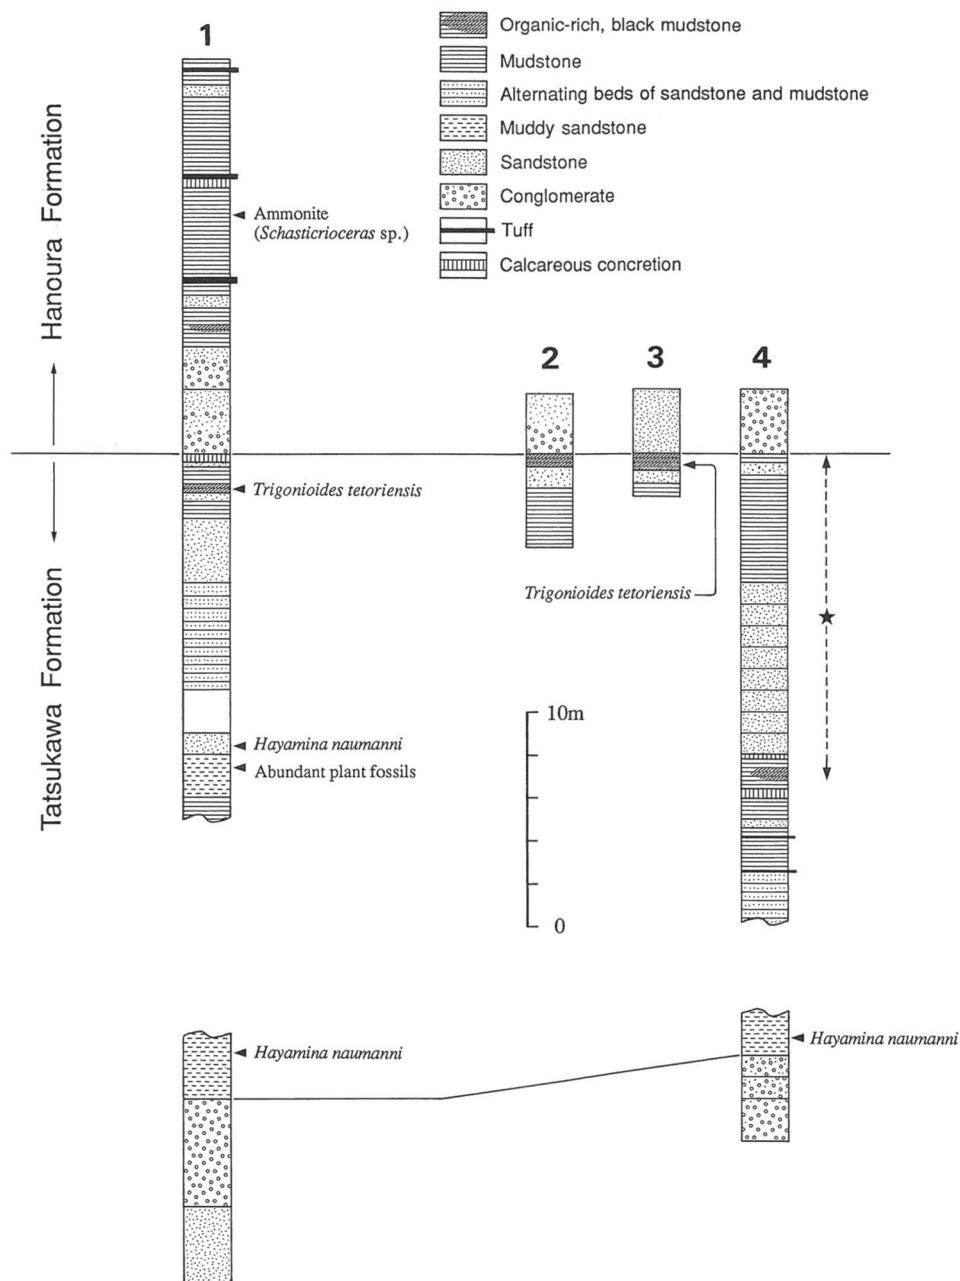 1
Organic-rich, black mudstone
Mudstone
Alternating beds of sandstone and mudstone
Muddy sandstone
Sandstone
Conglomerate
Tuff
Calcareous concretion
Hanoura Formation
Ammonite
(Schasticrioceras sp.)
2
3
4
Trigonioides tetoriensis
Trigonioides tetoriensis
Tatsukawa Formation
10m
0
Hayamina naumanni
Abundant plant fossils
Hayamina naumanni
Hayamina naumanni